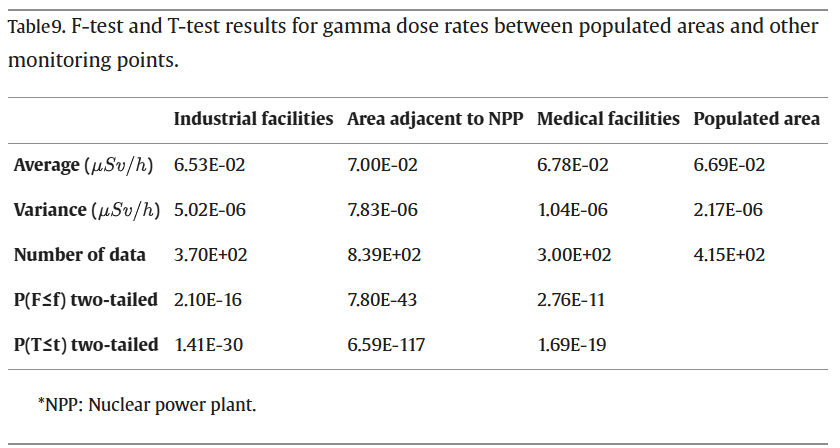 Table9. F-test and T-test results for gamma dose rates between populated areas and other
monitoring points.
Industrial facilities Area adjacent to NPP Medical facilities Populated area
Average (μSv/h) 6.53E-02 7.00E-02 6.78E-02 6.69E-02
Variance (μSv/h) 5.02E-06 7.83E-06 1.04E-06 2.17E-06
Number of data 3.70E+02 8.39E+02 3.00E+02 4.15E+02
P(F≤f) two-tailed 2.10E-16 7.80E-43 2.76E-11
P(T≤t) two-tailed 1.41E-30 6.59E-117 1.69E-19
*NPP: Nuclear power plant.